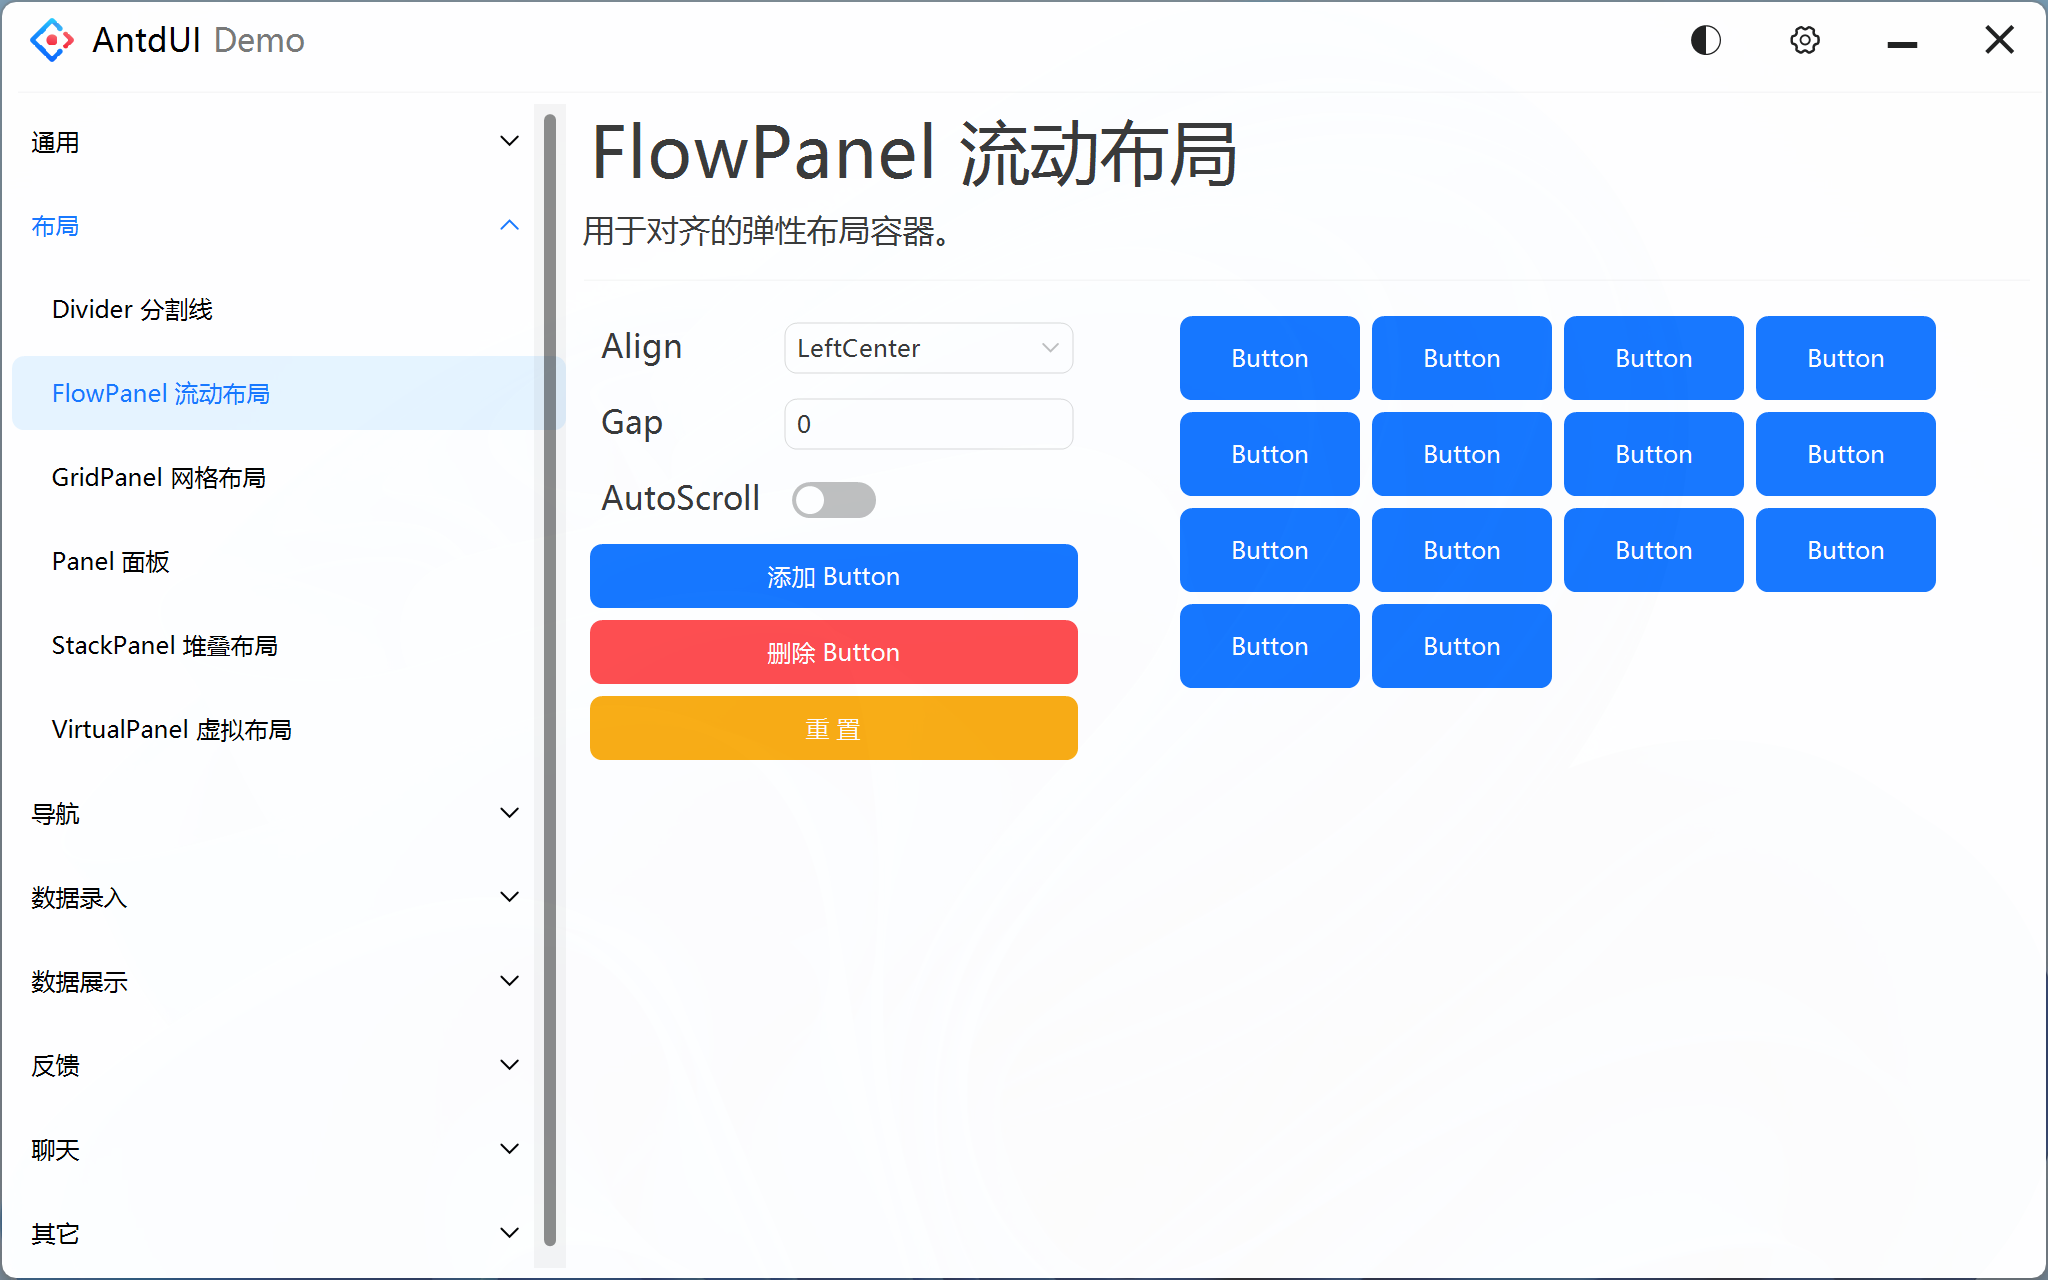 AntdUI Demo
通用
布局
Divider 分割线
FlowPanel 流动布局
GridPanel 网格布局
Panel 面板
StackPanel 堆叠布局
VirtualPanel 虚拟布局
导航
数据录入
数据展示
反馈
聊天
其它
FlowPanel 流动布局
用于对齐的弹性布局容器。
Align LeftCenter
Gap 0
AutoScroll
添加 Button
删除 Button
重 置
Button Button Button Button
Button Button Button Button
Button Button Button Button
Button Button